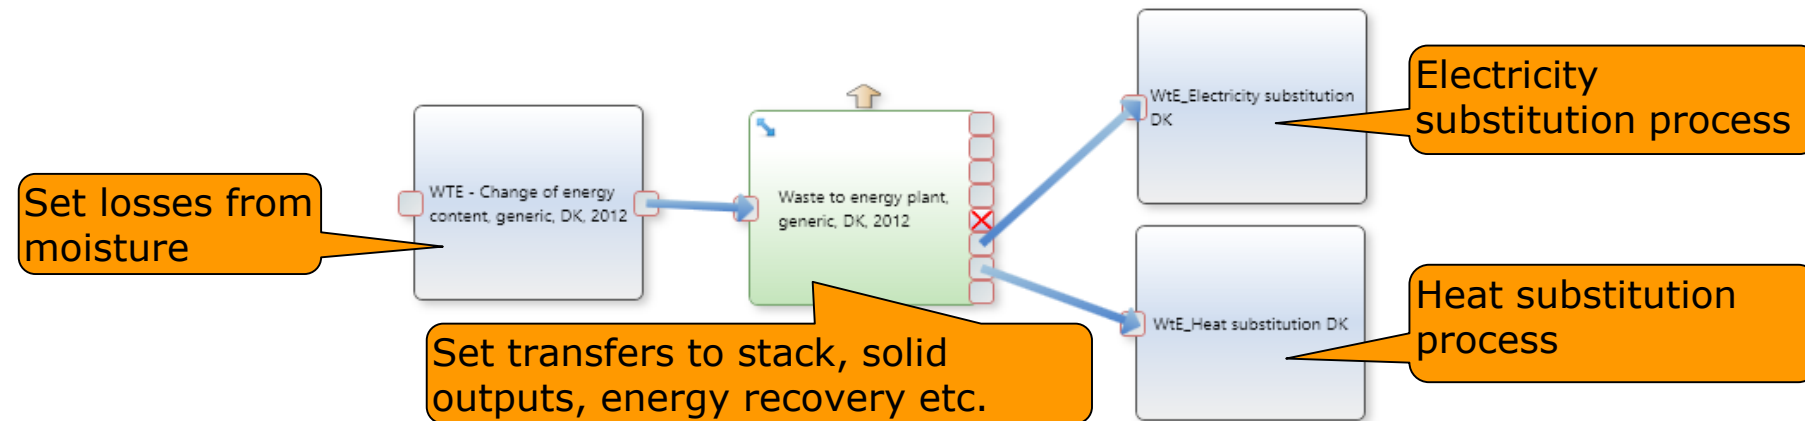 Set losses from
moisture
WTE - Change of energy
content, generic, DK, 2012
Waste to energy plant,
generic, DK, 2012
Set transfers to stack, solid
outputs, energy recovery etc.
WtE_Electricity substitution
DK
Electricity
substitution process
WtE_Heat substitution DK
Heat substitution
process